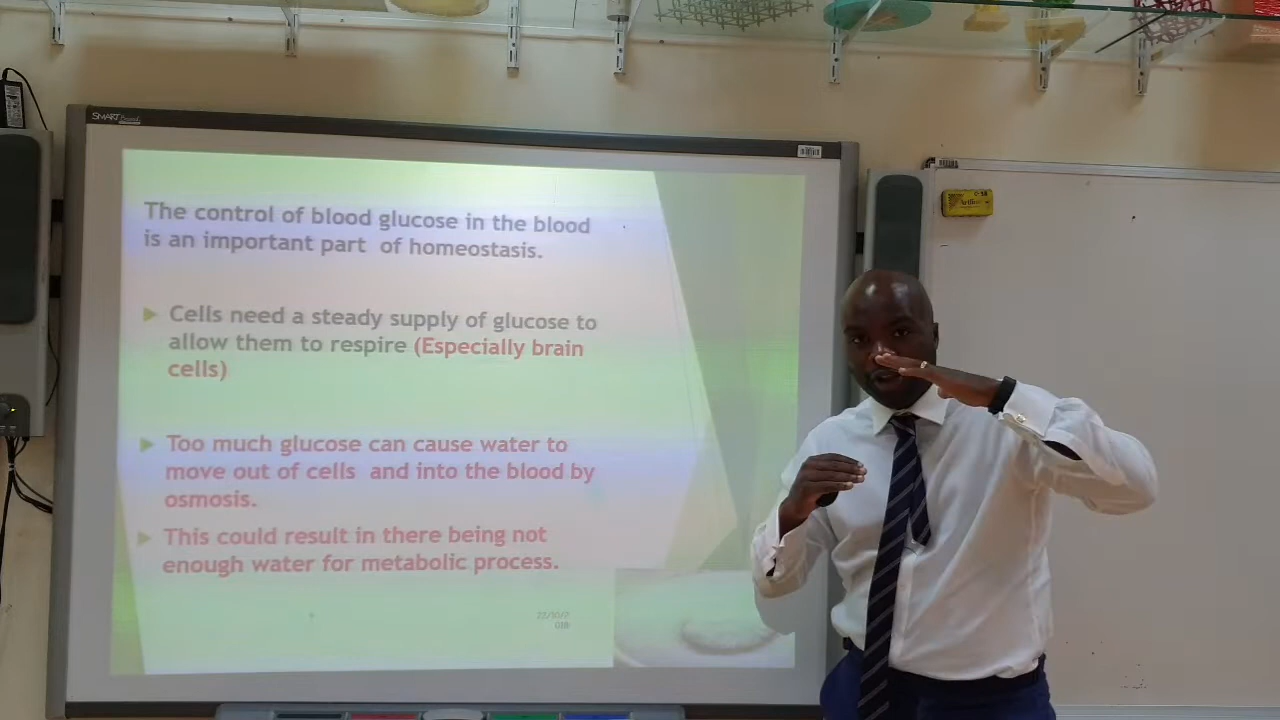 SMART Board
The control of blood glucose in the blood
is an important part of homeostasis.
Cells need a steady supply of glucose to
allow them to respire (Especially brain
cells)
Too much glucose can cause water to
move out of cells and into the blood by
osmosis.
This could result in there being not
enough water for metabolic process.